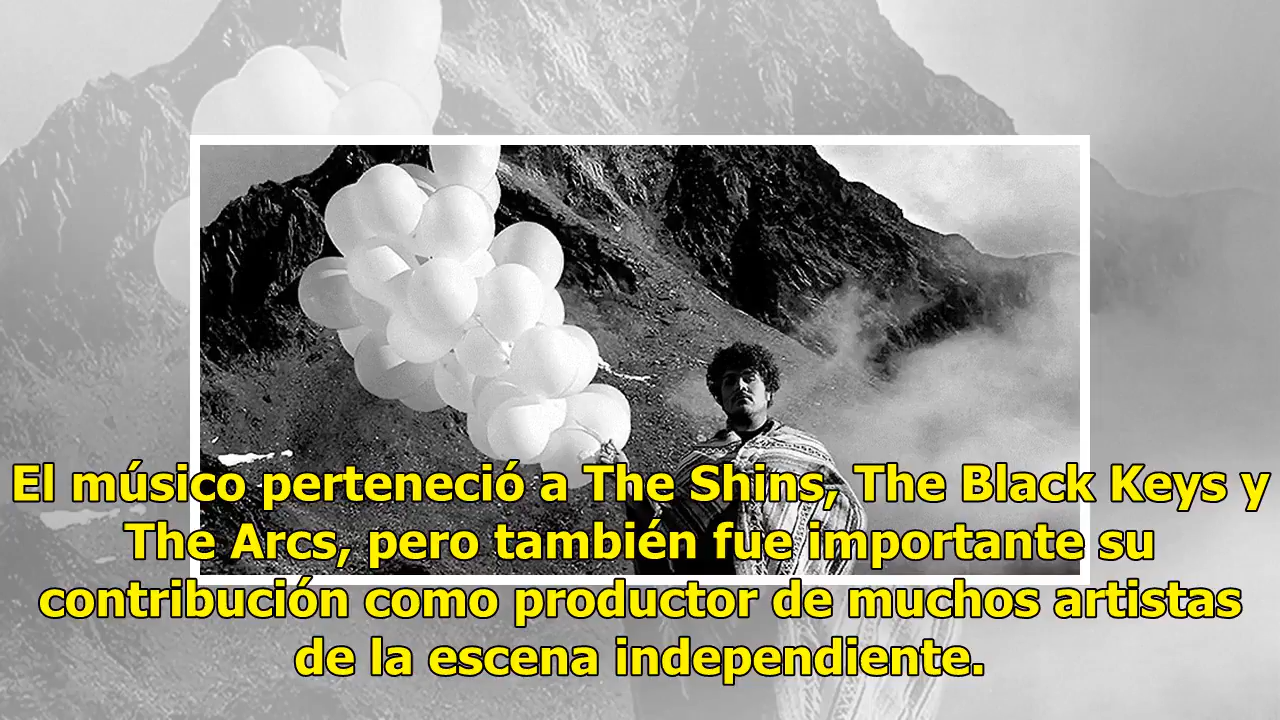 El músico perteneció a The Shins, The Black Keys y
The Arcs, pero también fue importante su
contribución como productor de muchos artistas
de la escena independiente.